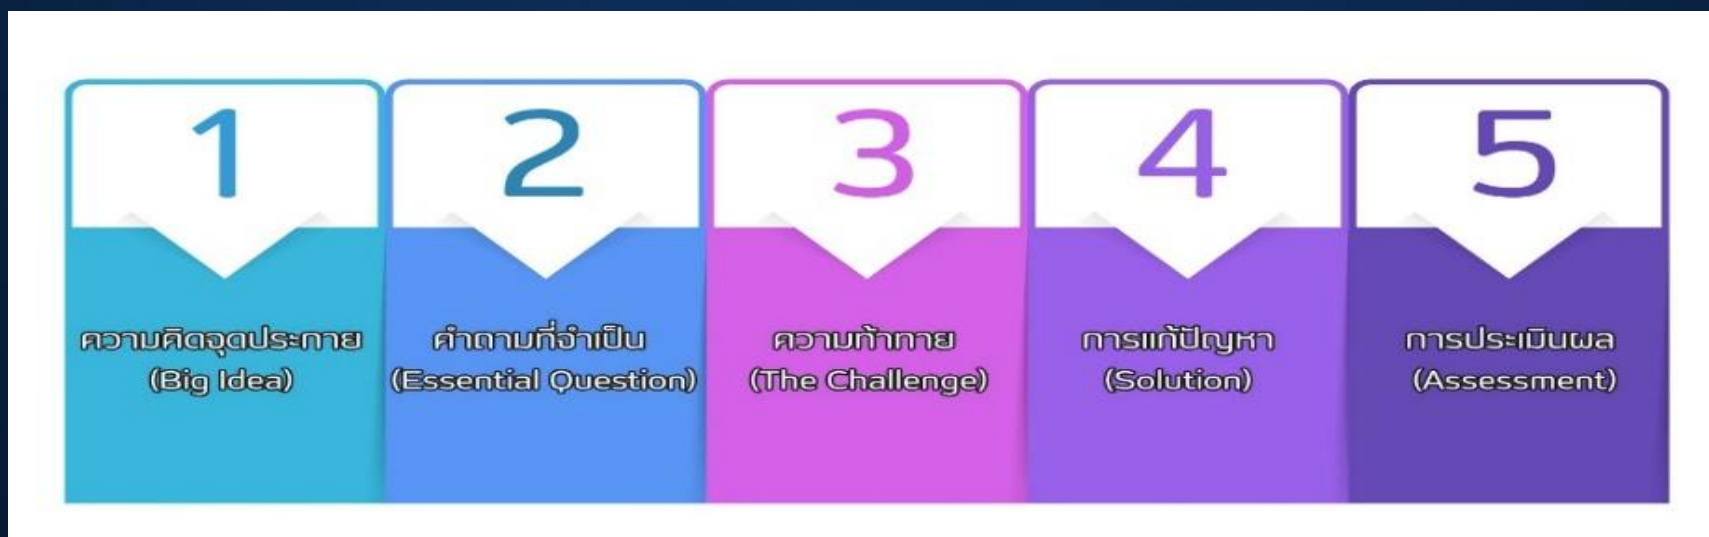 1
ความคิดจุดประกาย
(Big Idea)
2
คำถามที่จำเป็น
(Essential Question)
3
ความท้าทาย
(The Challenge)
4
การแก้ปัญหา
(Solution)
5
การประเมินผล
(Assessment)